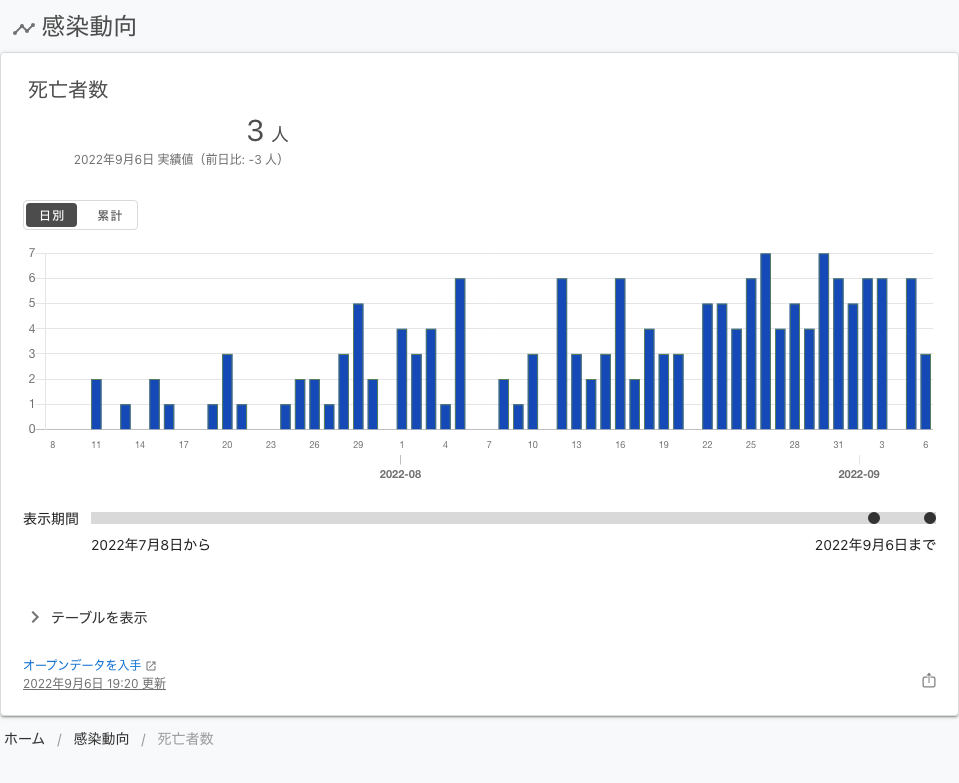 感染動向
死亡者数
3 人
2022年9月6日 実績値（前日比: -3 人）
日別 累計
7
6
5
4
3
2
1
0
8 11 14 17 20 23 26 29 1 4 7 10 13 16 19 22 25 28 31 3 6
2022-08 2022-09
表示期間
2022年7月8日から 2022年9月6日まで
テーブルを表示
オープンデータを入手
2022年9月6日 19:20 更新
ホーム / 感染動向 / 死亡者数